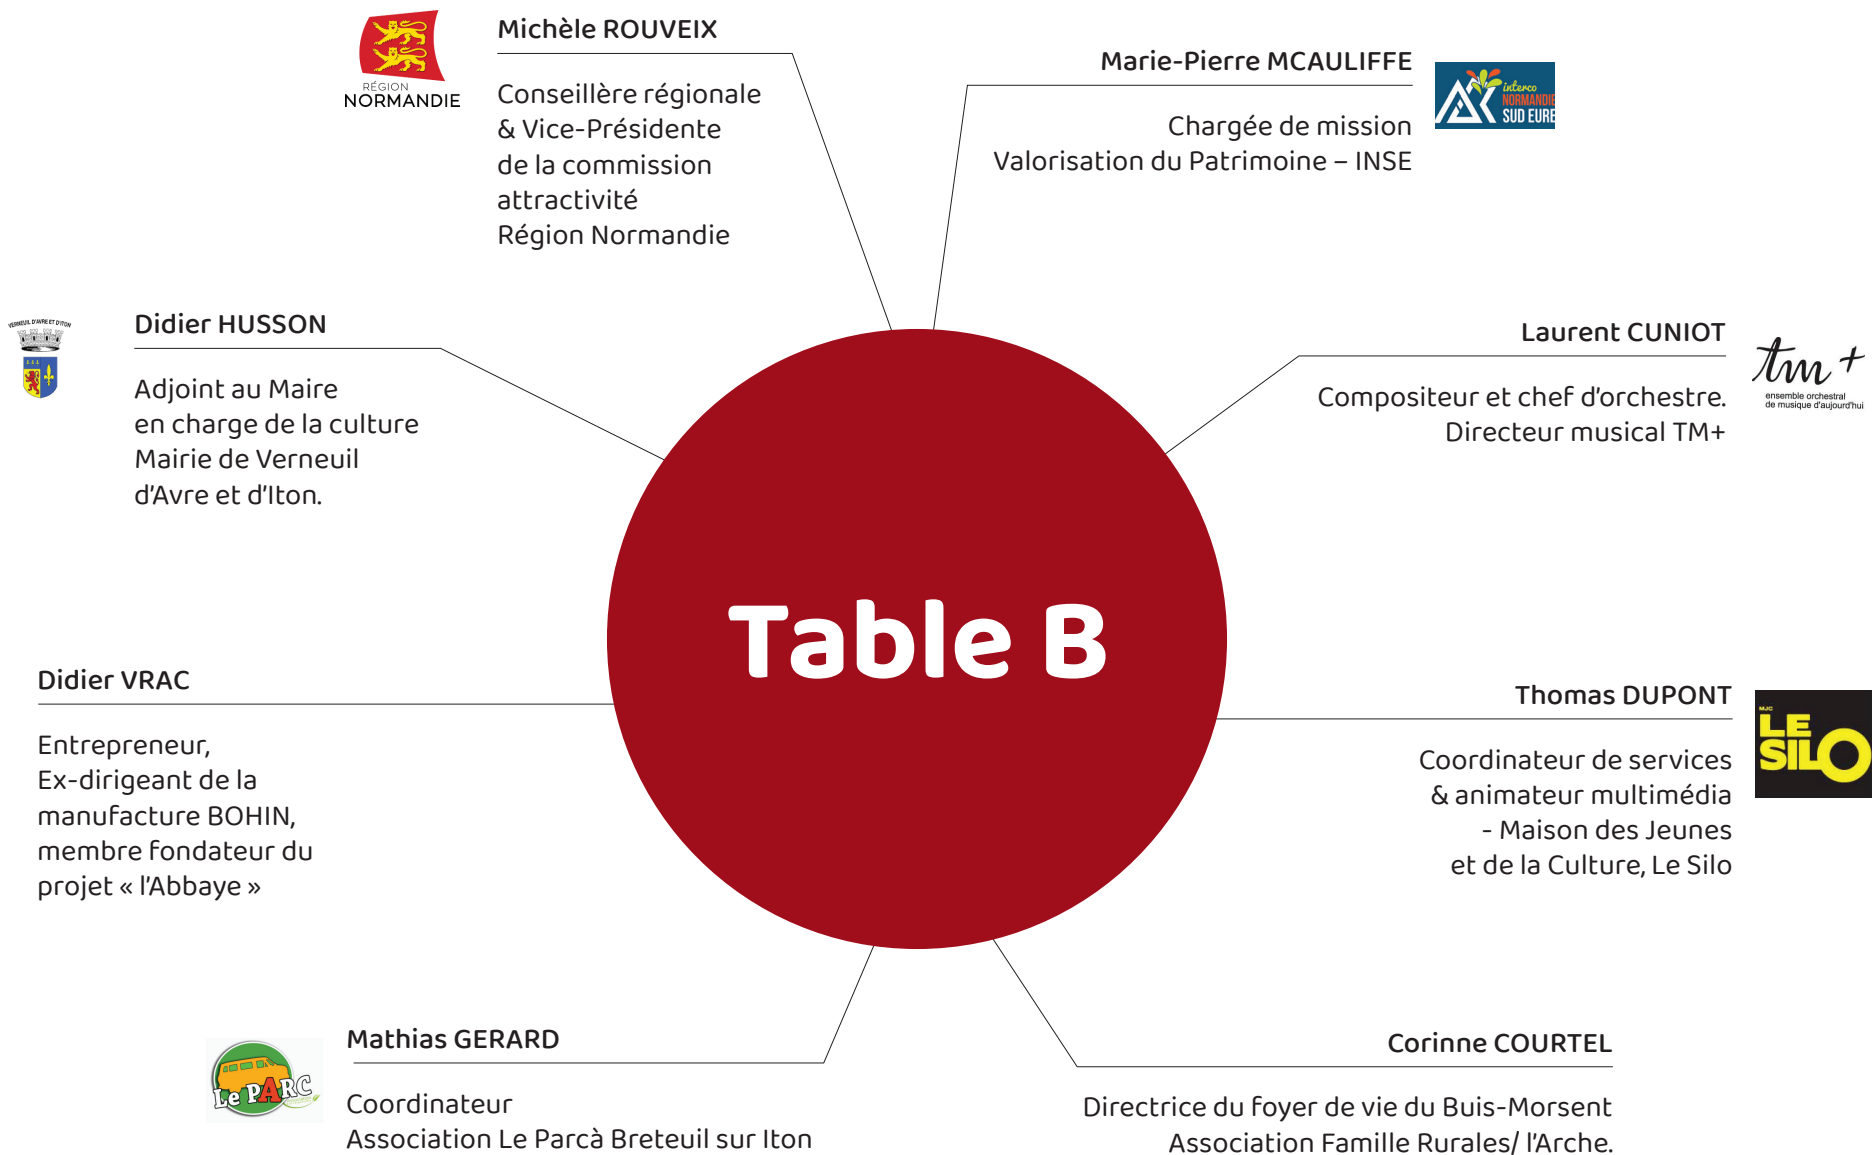 RÉGION
NORMANDIE
Michèle ROUVEIX
Conseillère régionale
& Vice-Présidente
de la commission
attractivité
Région Normandie
Marie-Pierre MCAULIFFE
Chargée de mission
Valorisation du Patrimoine – INSE
interco
NORMANDIE
SUD EURE
VERNEUIL D'AVRE ET D'ITON
Didier HUSSON
Adjoint au Maire
en charge de la culture
Mairie de Verneuil
d'Avre et d'Iton.
Laurent CUNIOT
Compositeur et chef d'orchestre.
Directeur musical TM+
tm+
ensemble orchestral
de musique d'aujourd'hui
Table B
Didier VRAC
Entrepreneur,
Ex-dirigeant de la
manufacture BOHIN,
membre fondateur du
projet « l'Abbaye »
Thomas DUPONT
Coordinateur de services
& animateur multimédia
- Maison des Jeunes
et de la Culture, Le Silo
MJC
LE
SILO
Le PARC
Mathias GERARD
Coordinateur
Association Le Parcà Breteuil sur Iton
Corinne COURTEL
Directrice du foyer de vie du Buis-Morsent
Association Famille Rurales/ l'Arche.